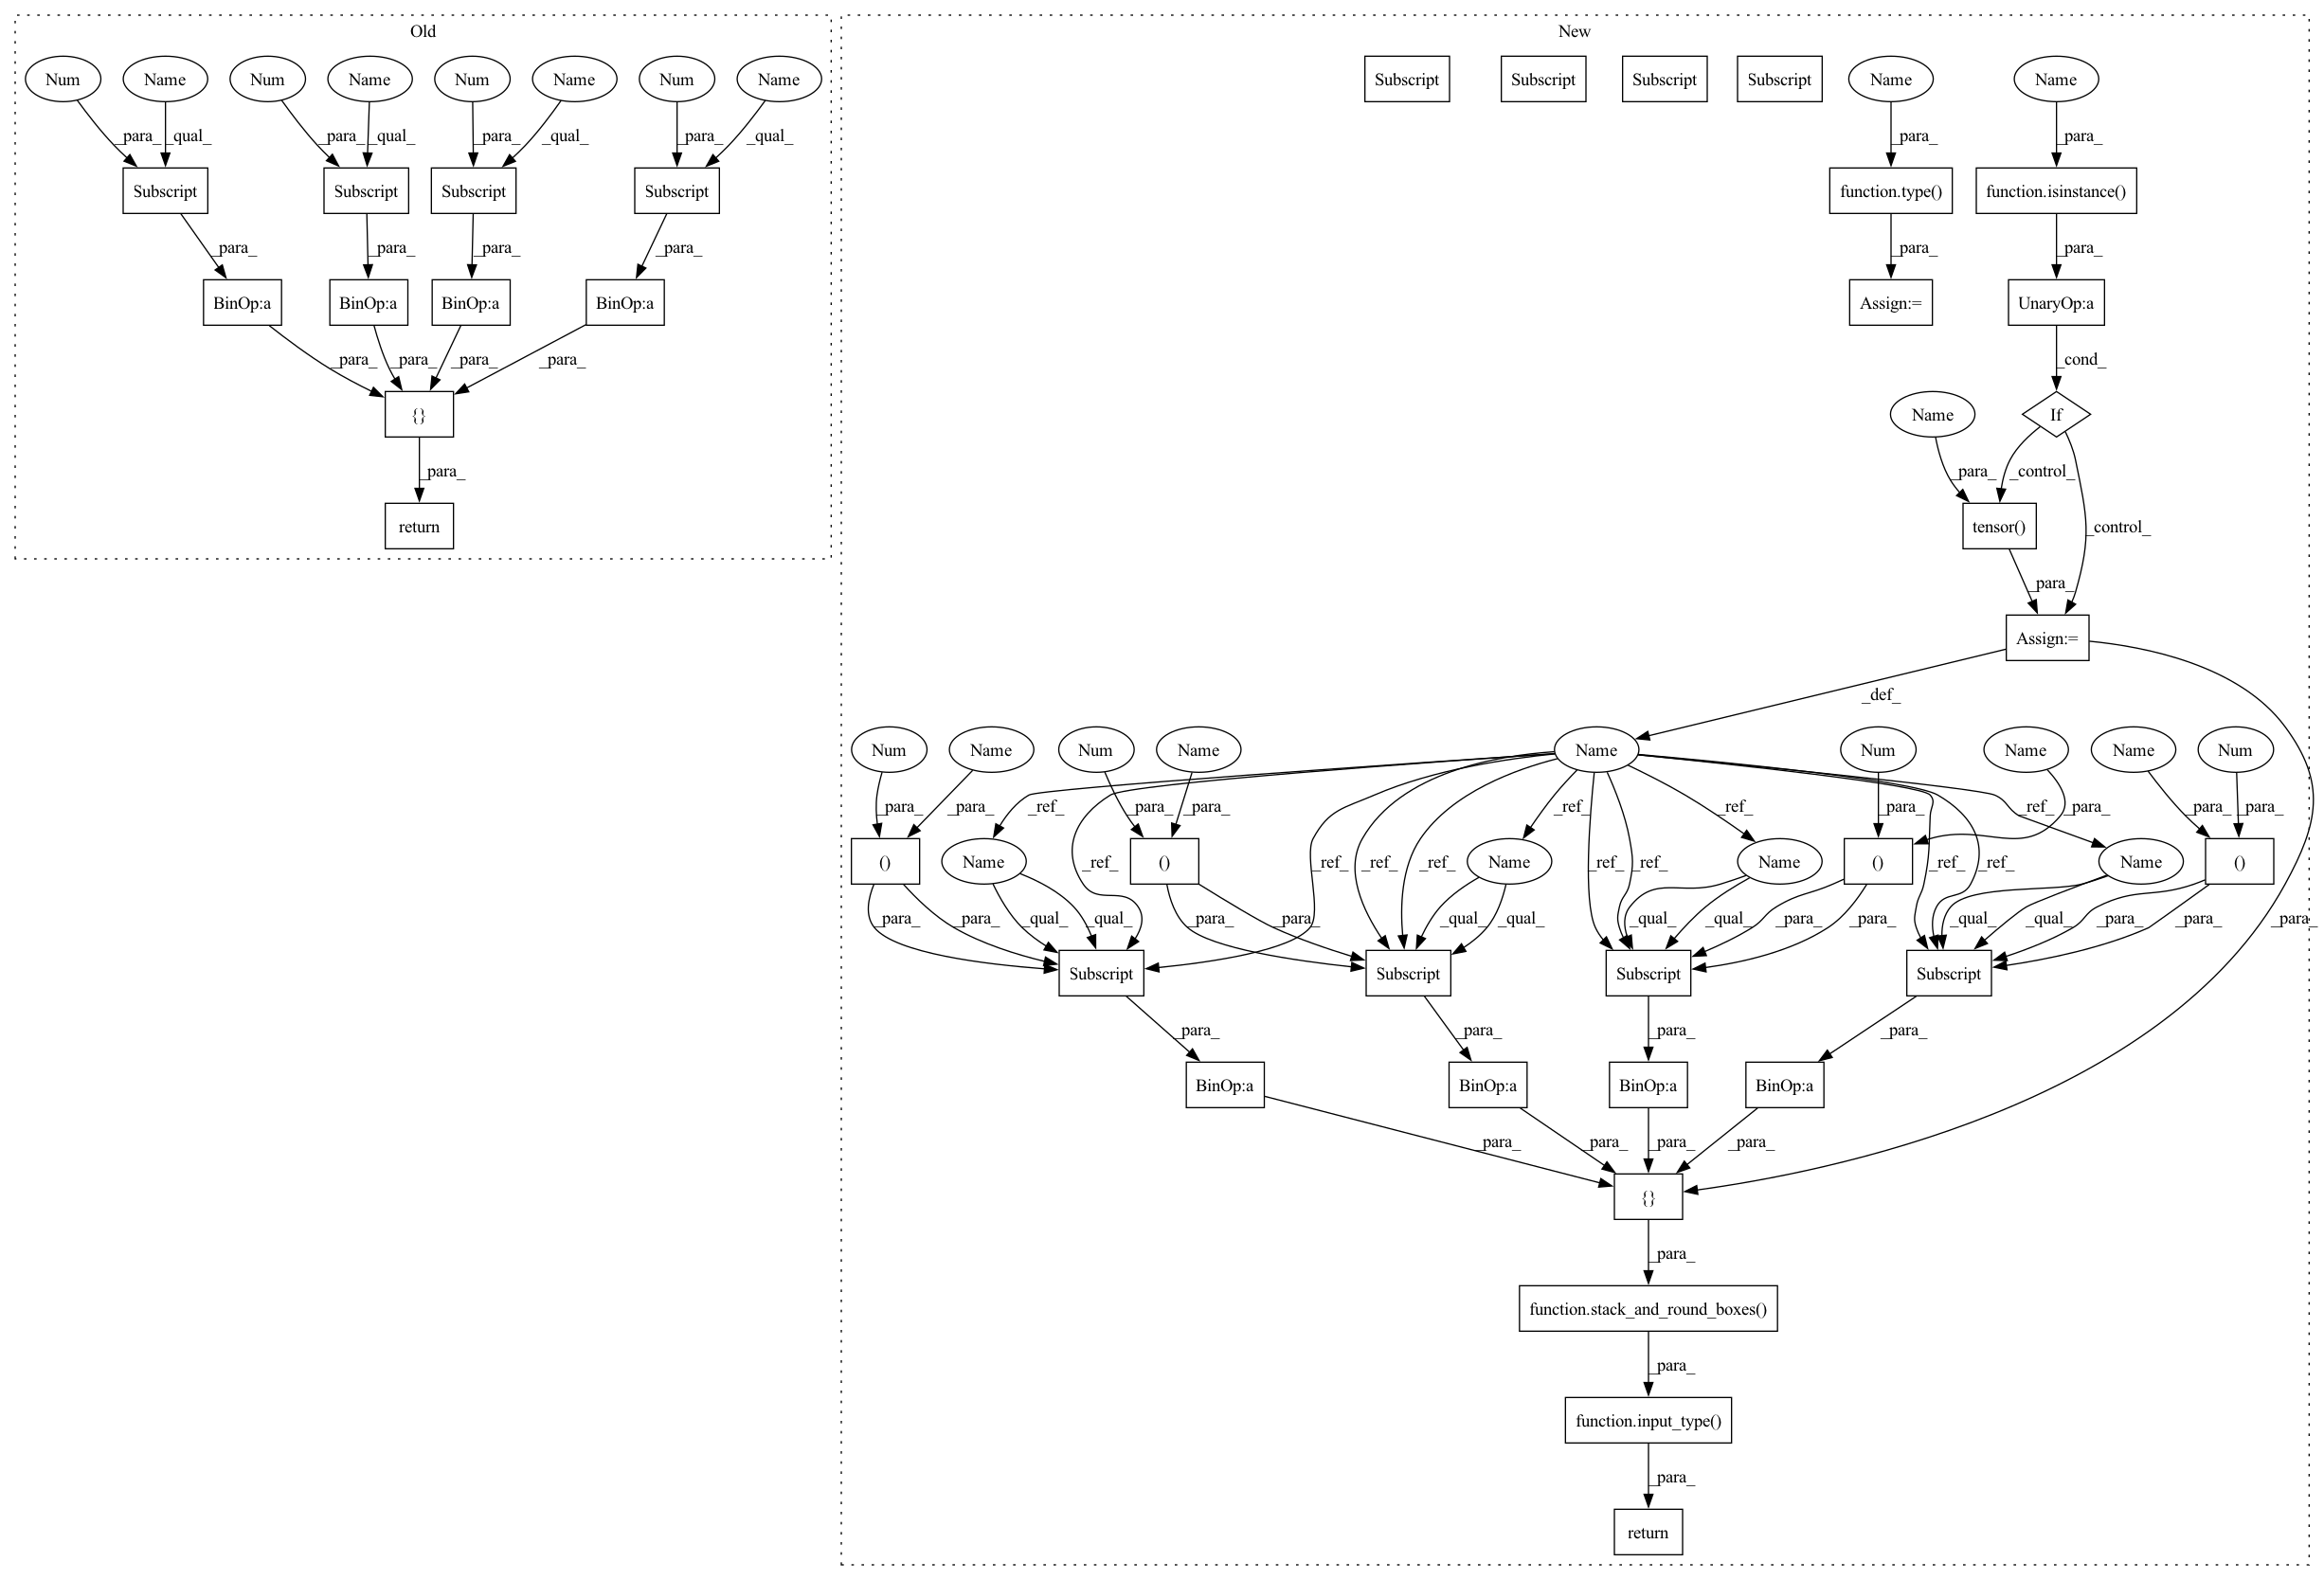 Old
New
Num Name Num Name Num Name Num Name
Subscript Subscript Subscript Subscript Name Name
_para_ _qual_ _para_ _qual_ _para_ _qual_ _para_ _qual_ _para_ _para_
Subscript Subscript Subscript Subscript function.type() function.isinstance()
_para_ _para_ _para_ _para_ _para_ _para_
BinOp:a BinOp:a BinOp:a BinOp:a Assign:= UnaryOp:a
_para_ _para_ _para_ _para_ _cond_
{} Name If
_para_ _para_ _control_ _control_
return tensor()
_para_
Assign:=
_def_
Num Name Num Name Name Num Name Name Num
_para_ _para_ _ref_ _para_ _para_ _ref_ _ref_ _para_ _para_ _ref_ _para_ _para_
() Name _ref_ () _ref_ _ref_ Name _ref_ _ref_ _ref_ Name () _ref_ _ref_ Name ()
_para_ _para_ _qual_ _qual_ _para_ _para_ _qual_ _qual_ _qual_ _qual_ _para_ _para_ _qual_ _qual_ _para_ _para_ _para_
Subscript Subscript Subscript Subscript
_para_ _para_ _para_ _para_
BinOp:a BinOp:a BinOp:a BinOp:a
_para_ _para_ _para_ _para_
{}
_para_
function.stack_and_round_boxes()
_para_
function.input_type()
_para_
return